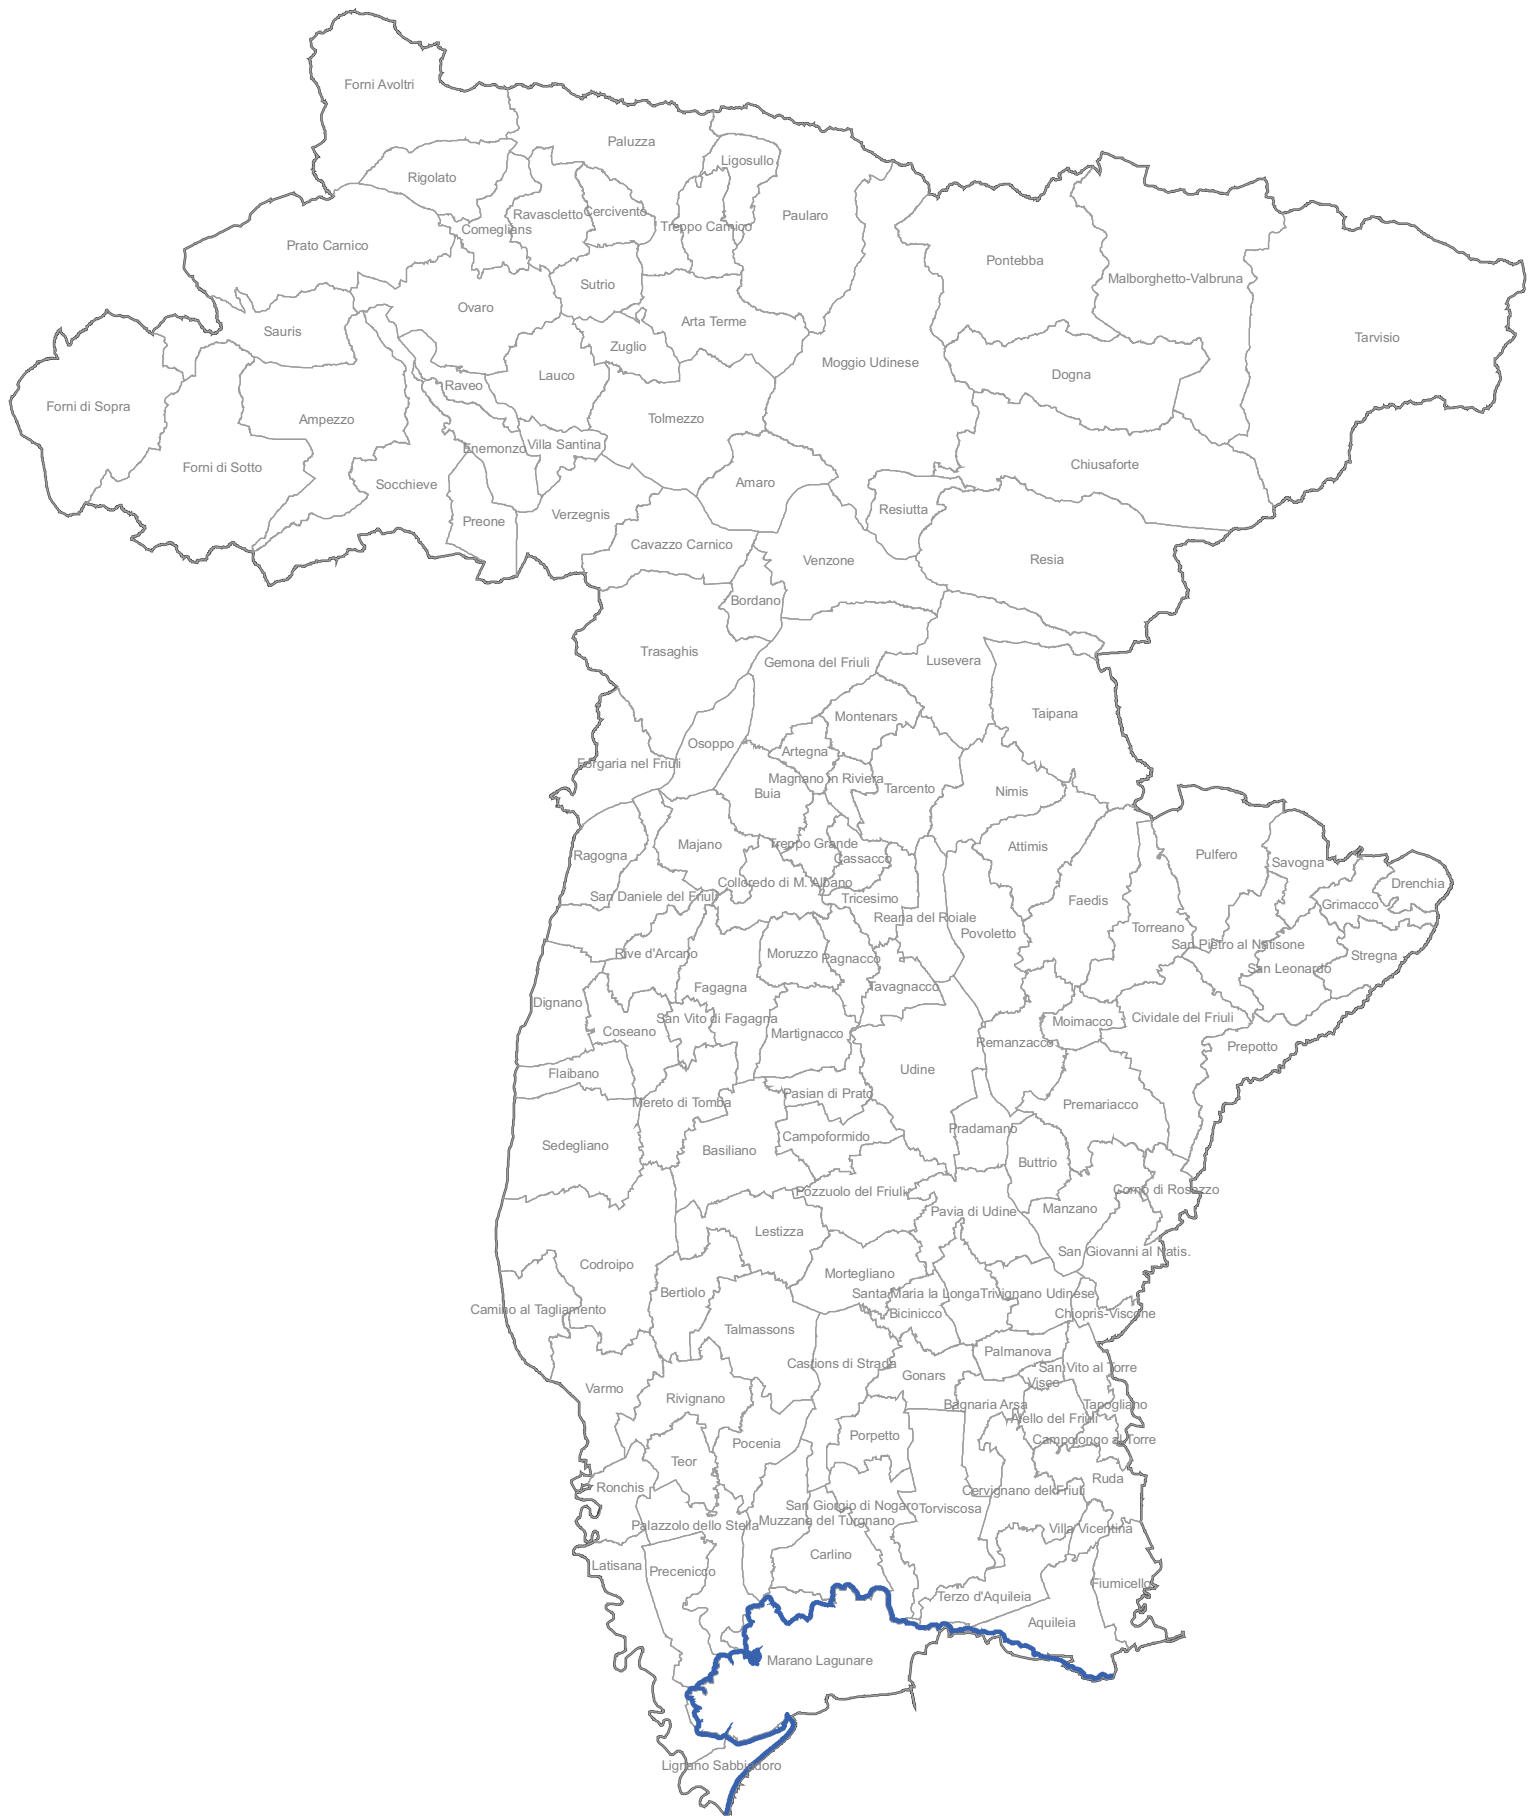 Forni Avoltri
Paluzza
Ligosullo
Rigolato
Ravascletto
Cercivento
Paularo
Comeglians
Treppo Carnico
Prato Carnico
Pontebba
Malborghetto-Valbruna
Sutrio
Ovaro
Arta Terme
Sauris
Tarvisio
Zuglio
Moggio Udinese
Lauco
Dogna
Raveo
Forni di Sopra
Ampezzo
Tolmezzo
Enemonzo
Villa Santina
Forni di Sotto
Chiusaforte
Socchieve
Amaro
Resiutta
Preone
Verzegnis
Cavazzo Carnico
Venzone
Resia
Bordano
Trasaghis
Gemona del Friuli
Lusevera
Taipana
Montenars
Osoppo
Artegna
Forgaria nel Friuli
Magnano in Riviera
Buia
Tarcento
Nimis
Majano
Treppo Grande
Attimis
Ragogna
Cassacco
Pulfero
Savogna
Colloredo di M. Albano
Drenchia
San Daniele del Friuli
Tricesimo
Faedis
Grimacco
Reana del Roiale
Povoletto
Torreano
San Pietro al Natisone
Rive d'Arcano
Moruzzo
Pagnacco
Stregna
San Leonardo
Fagagna
Tavagnacco
Dignano
Coseano
San Vito di Fagagna
Martignacco
Moimacco
Cividale del Friuli
Remanzacco
Prepotto
Flaibano
Udine
Mereto di Tomba
Pasian di Prato
Premariacco
Sedegliano
Basiliano
Campoformido
Pradamano
Buttrio
Pozzuolo del Friuli
Corno di Rosazzo
Pavia di Udine
Manzano
Lestizza
San Giovanni al Natis.
Codroipo
Mortegliano
Bertiolo
Santa Maria la Longa
Trivignano Udinese
Camino al Tagliamento
Bicinicco
Chiopris-Viscone
Talmassons
Castions di Strada
Palmanova
San Vito al Torre
Gonars
Visco
Varmo
Rivignano
Bagnaria Arsa
Tapogliano
Aiello del Friuli
Pocenia
Porpetto
Campolongo al Torre
Teor
Ruda
Ronchis
Cervignano del Friuli
San Giorgio di Nogaro
Torviscosa
Palazzolo dello Stella
Muzzana del Turgnano
Villa Vicentina
Carlino
Latisana
Precenicco
Fiumicello
Terzo d'Aquileia
Aquileia
Marano Lagunare
Lignano Sabbiadoro